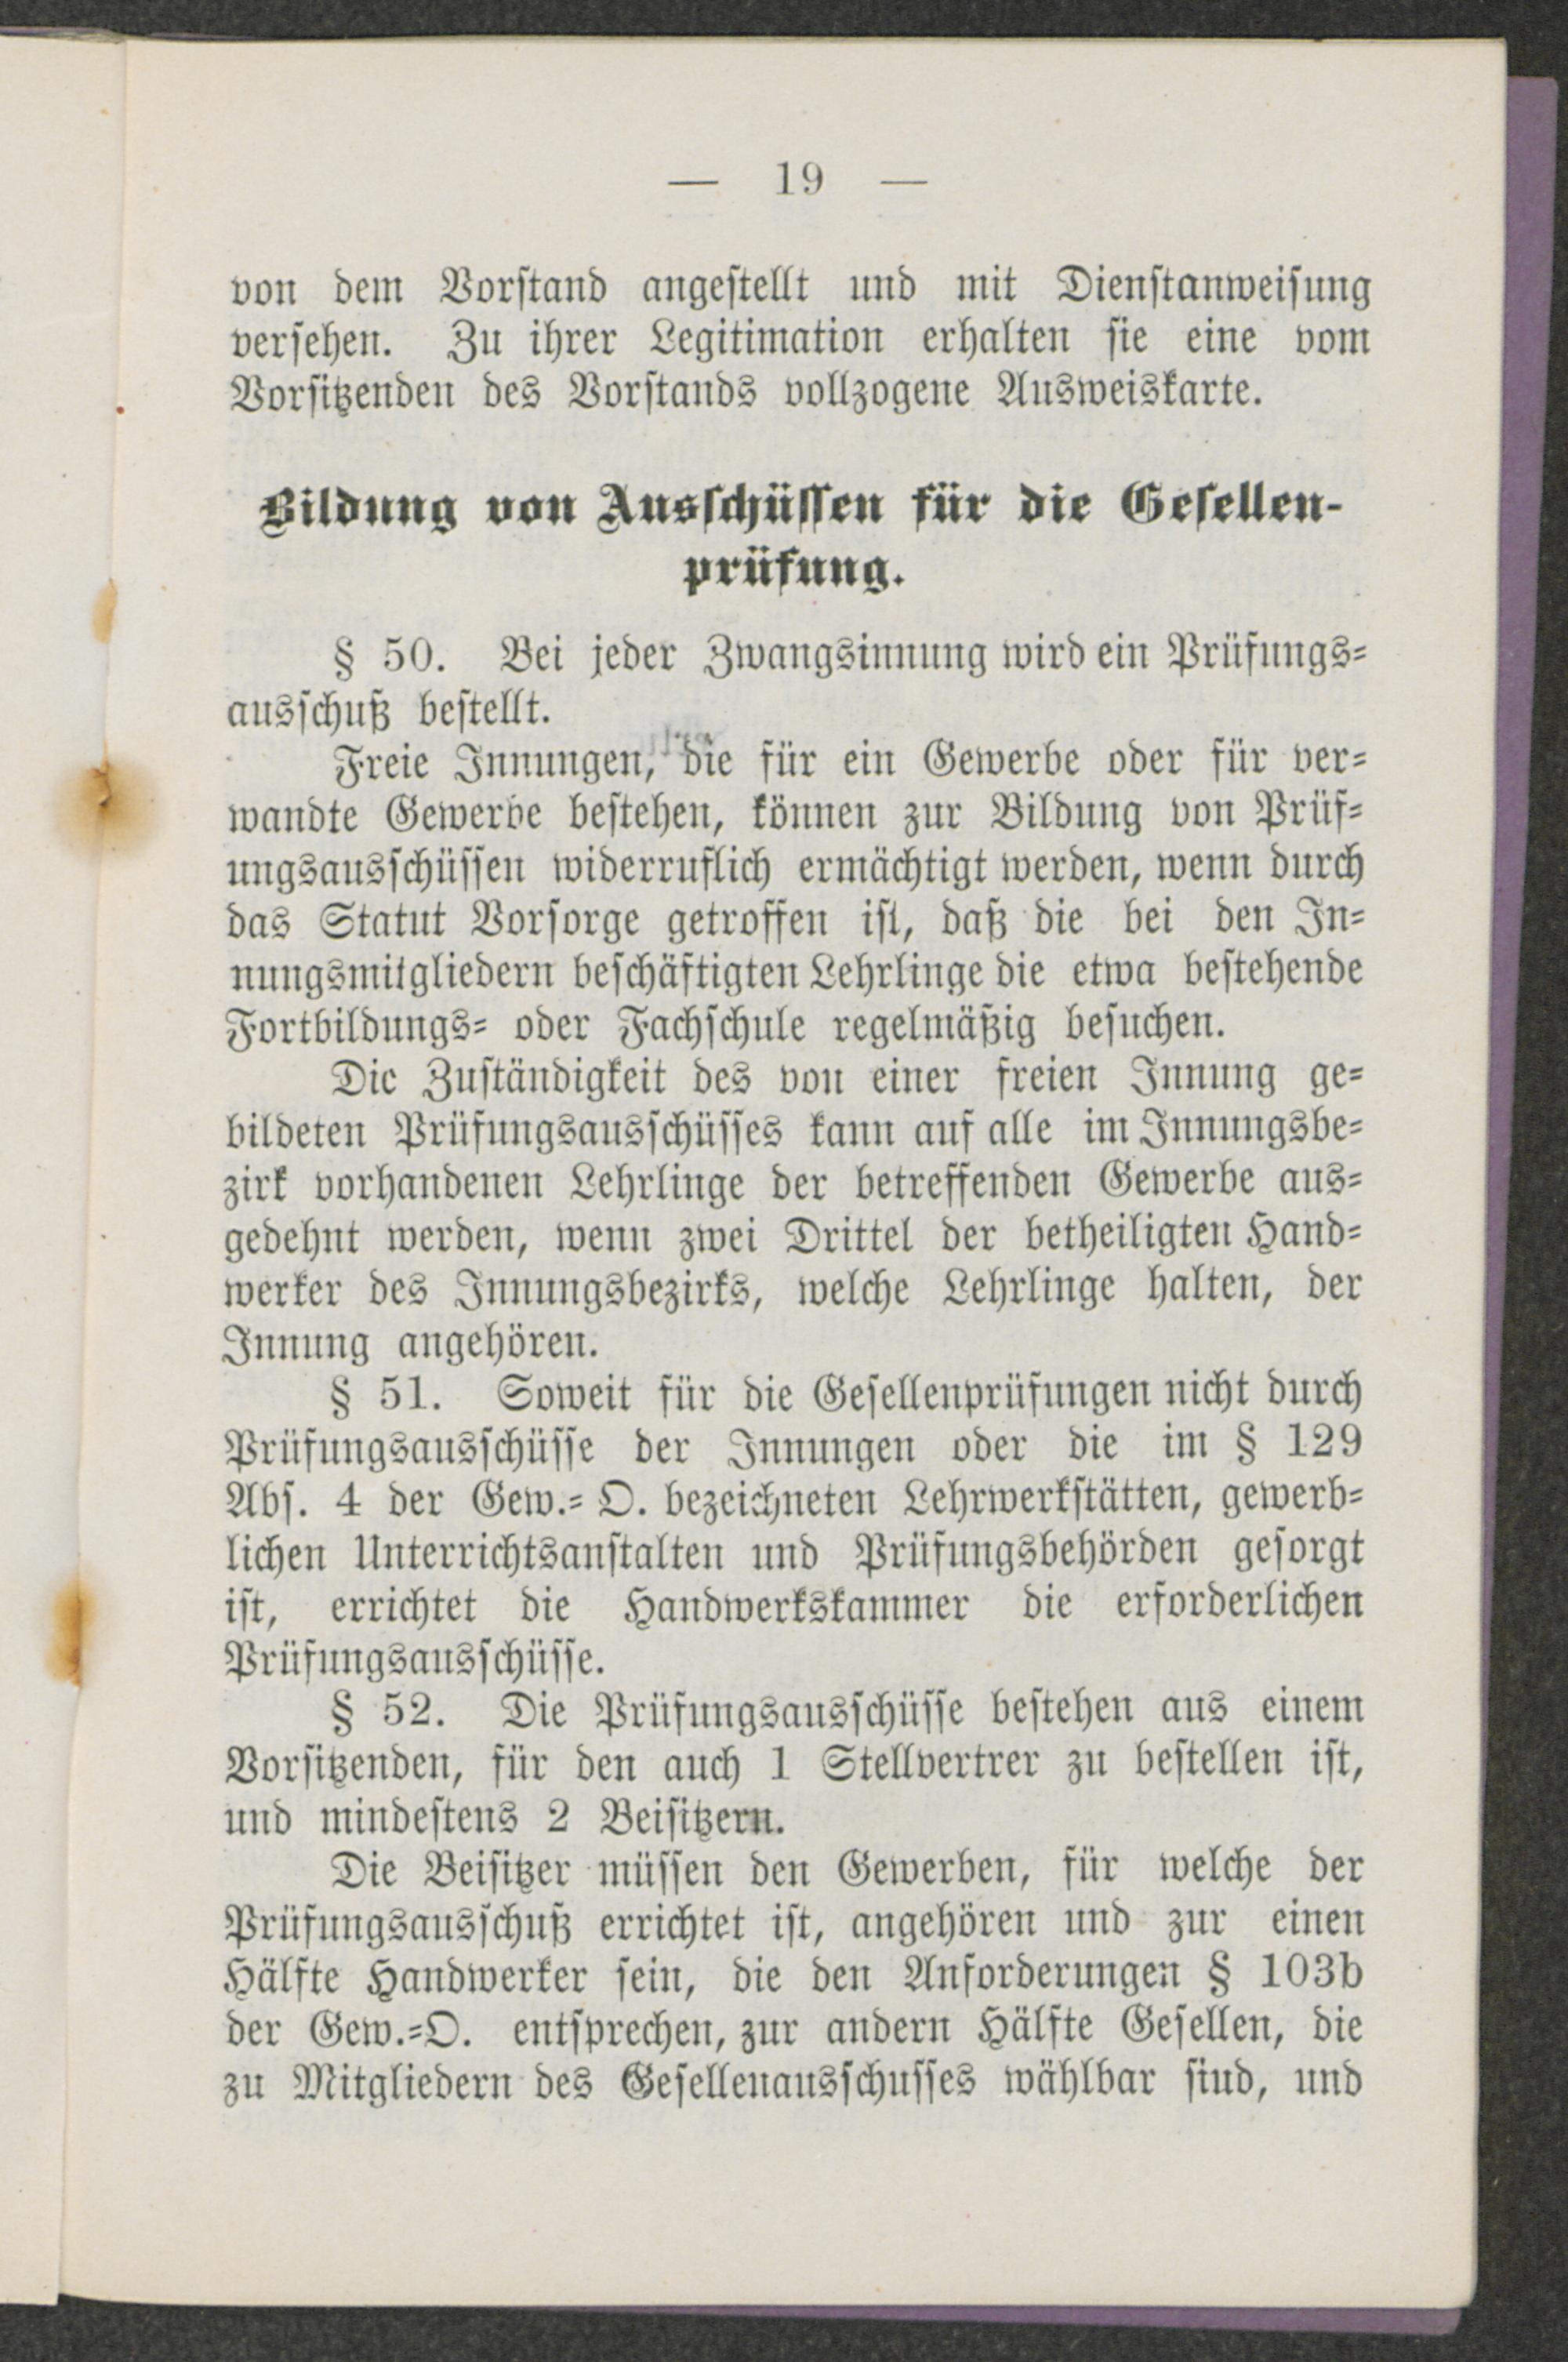 — 19 —
von dem Vorstand angestellt und mit Dienstanweisung
versehen. Zu ihrer Legitimation erhalten sie eine vom
Vorsitzenden des Vorstands vollzogene Ausweiskarte.
Bildung von Ausschüssen für die Gesellen-
prüfung.
§ 50. Bei jeder Zwangsinnung wird ein Prüfungs-
ausschuß bestellt.
Freie Innungen, die für ein Gewerbe oder für ver-
wandte Gewerbe bestehen, können zur Bildung von Prüf-
ungsausschüssen widerruflich ermächtigt werden, wenn durch
das Statut Vorsorge getroffen ist, daß die bei den In-
nungsmitgliedern beschäftigten Lehrlinge die etwa bestehende
Fortbildungs- oder Fachschule regelmäßig besuchen.
Die Zuständigkeit des von einer freien Innung ge-
bildeten Prüfungsausschüsses kann auf alle im Innungsbe-
zirk vorhandenen Lehrlinge der betreffenden Gewerbe aus-
gedehnt werden, wenn zwei Drittel der betheiligten Hand-
werker des Innungsbezirks, welche Lehrlinge halten, der
Innung angehören.
§ 51. Soweit für die Gesellenprüfungen nicht durch
Prüfungsausschüsse der Innungen oder die im § 129
Abs. 4 der Gew.-O. bezeichneten Lehrwerkstätten, gewerb-
lichen Unterrichtsanstalten und Prüfungsbehörden gesorgt
ist, errichtet die Handwerkskammer die erforderlichen
Prüfungsausschüsse.
§ 52. Die Prüfungsausschüsse bestehen aus einem
Vorsitzenden, für den auch 1 Stellvertrer zu bestellen ist,
und mindestens 2 Beisitzern.
Die Beisitzer müssen den Gewerben, für welche der
Prüfungsausschuß errichtet ist, angehören und zur einen
Hälfte Handwerker sein, die den Anforderungen § 103b
der Gew.-O. entsprechen, zur andern Hälfte Gesellen, die
zu Mitgliedern des Gesellenausschusses wählbar sind, und